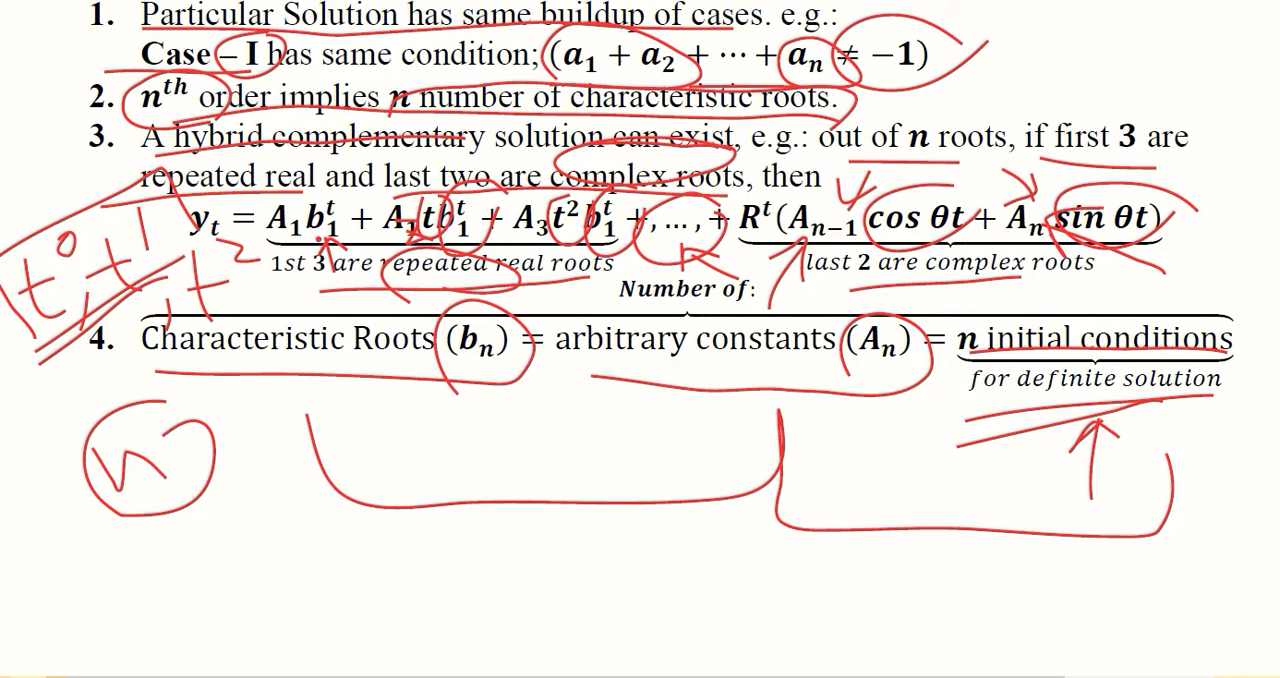 1. Particular Solution has same buildup of cases. e.g.:
Case – I has same condition; (a₁ + a₂ + ⋯ + aₙ ≠ −1)
2. nᵗʰ order implies n number of characteristic roots.
3. A hybrid complementary solution can exist, e.g.: out of n roots, if first 3 are
repeated real and last two are complex roots, then
yₜ = A₁b₁ᵗ + A₂tb₁ᵗ + A₃t²b₁ᵗ +, … , + Rᵗ(Aₙ₋₁ cos θt + Aₙ sin θt)
1st 3 are repeated real roots last 2 are complex roots
t⁰, t¹, t²
Number of:
4. Characteristic Roots (bₙ) = arbitrary constants (Aₙ) = n initial conditions
for definite solution
n